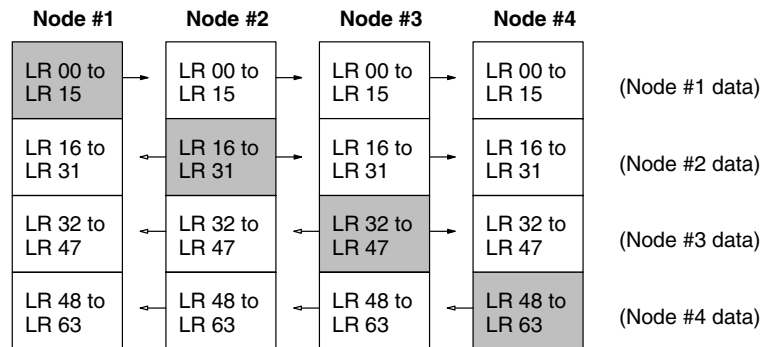 Node #1 Node #2 Node #3 Node #4
LR 00 to LR 00 to LR 00 to LR 00 to
LR 15 LR 15 LR 15 LR 15 (Node #1 data)
LR 16 to LR 16 to LR 16 to LR 16 to
LR 31 LR 31 LR 31 LR 31 (Node #2 data)
LR 32 to LR 32 to LR 32 to LR 32 to
LR 47 LR 47 LR 47 LR 47 (Node #3 data)
LR 48 to LR 48 to LR 48 to LR 48 to
LR 63 LR 63 LR 63 LR 63 (Node #4 data)